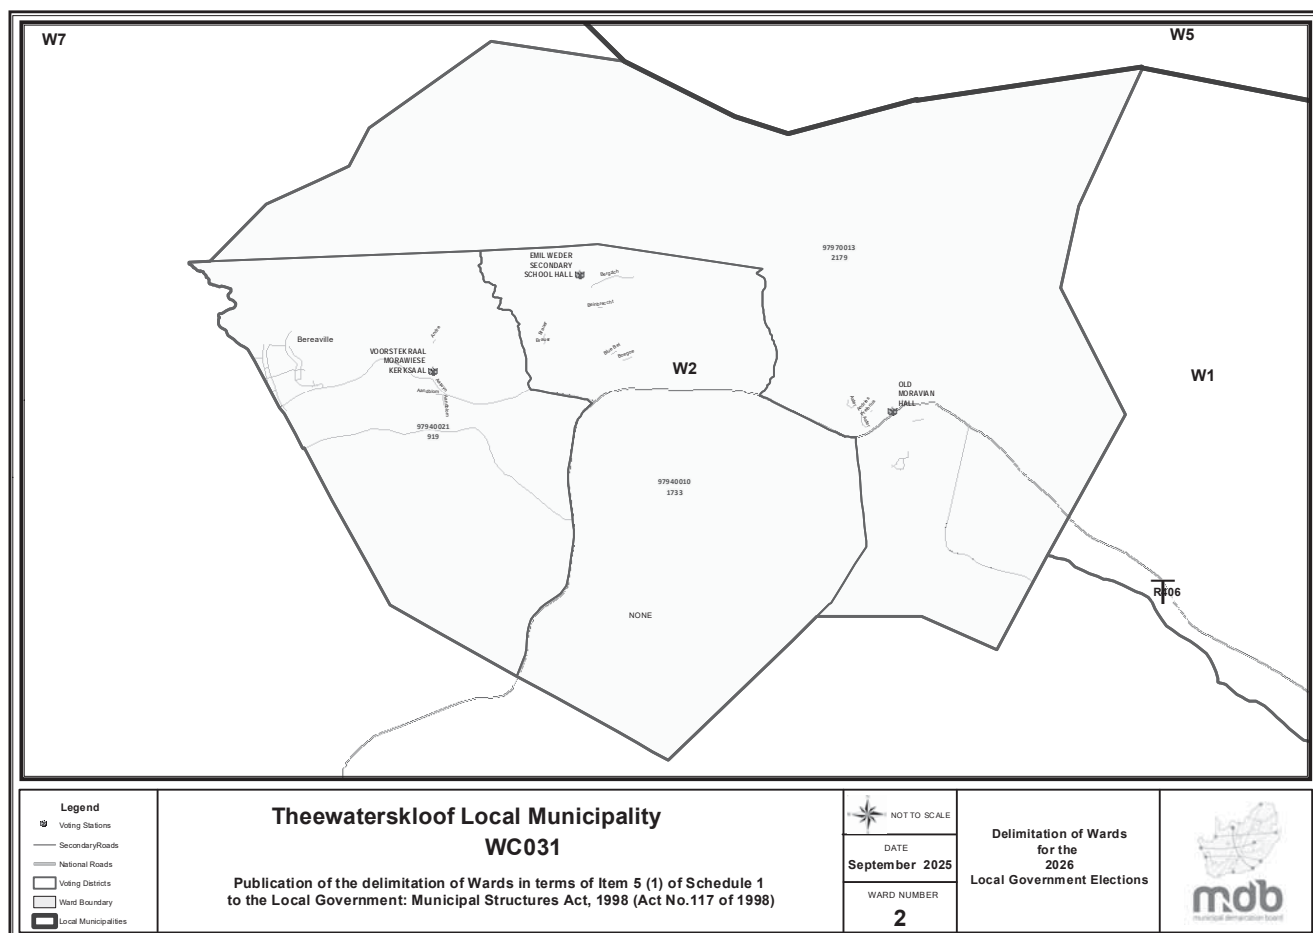 W7
W5
97970013
2179
EMIL WEDER
SECONDARY
SCHOOL HALL
Bergdoh
Bereaville
VOORSTEKRAAL
MORAWIESE
KERKSAAL
W2
W1
OLD
MORAVIAN
HALL
97940021
919
97940010
1733
NONE
R406
Legend
Voting Stations
SecondaryRoads
National Roads
Voting Districts
Ward Boundary
Local Municipalities
Theewaterskloof Local Municipality
WC031
Publication of the delimitation of Wards in terms of Item 5 (1) of Schedule 1
to the Local Government: Municipal Structures Act, 1998 (Act No.117 of 1998)
NOT TO SCALE
DATE
September 2025
WARD NUMBER
2
Delimitation of Wards
for the
2026
Local Government Elections
mdb
municipal demarcation board